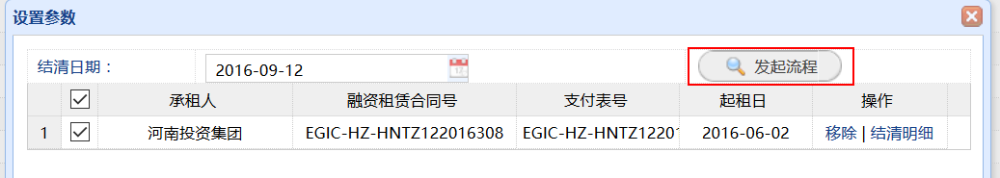 设置参数
结清日期： 2016-09-12 发起流程
承租人 融资租赁合同号 支付表号 起租日 操作
1 河南投资集团 EGIC-HZ-HNTZ122016308 EGIC-HZ-HNTZ1220 2016-06-02 移除 | 结清明细